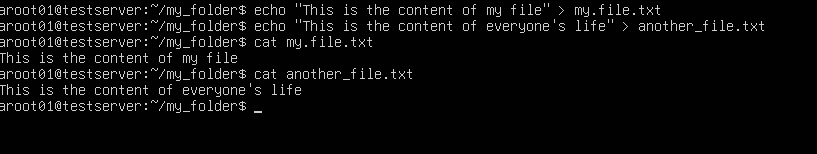 aroot01@testserver:~/my_folder$ echo "This is the content of my file" > my.file.txt
aroot01@testserver:~/my_folder$ echo "This is the content of everyone's life" > another_file.txt
aroot01@testserver:~/my_folder$ cat my.file.txt
This is the content of my file
aroot01@testserver:~/my_folder$ cat another_file.txt
This is the content of everyone's life
aroot01@testserver:~/my_folder$ _